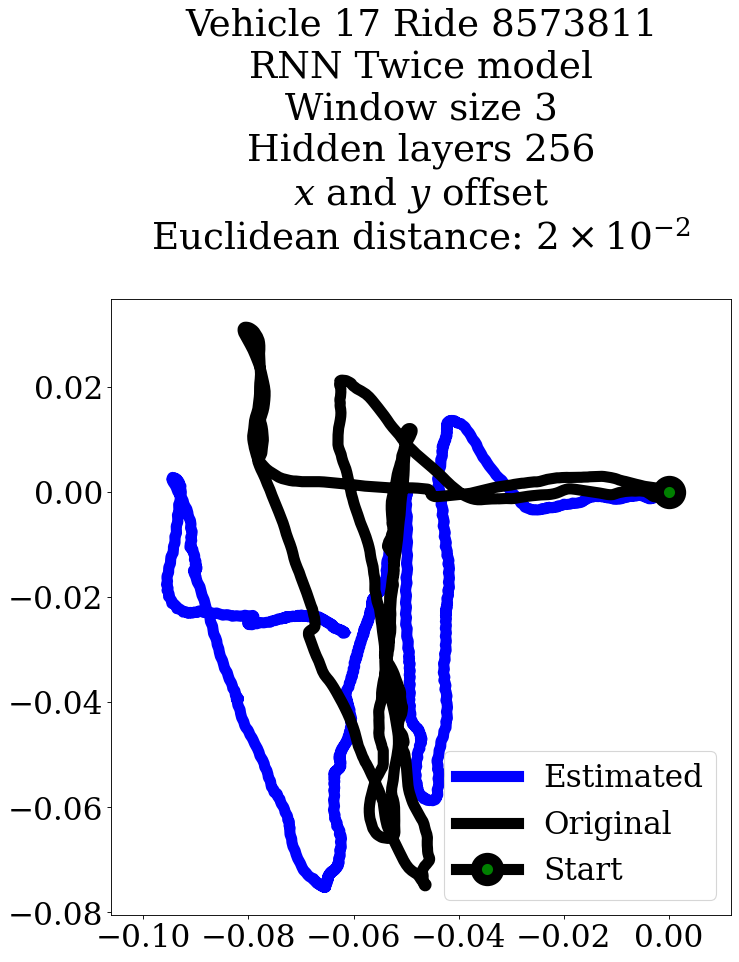 Vehicle 17 Ride 8573811
RNN Twice model
Window size 3
Hidden layers 256
x and y offset
Euclidean distance: 2 × 10⁻²
0.02
0.00
−0.02
−0.04
−0.06
−0.08
Estimated
Original
Start
−0.10 −0.08 −0.06 −0.04 −0.02 0.00